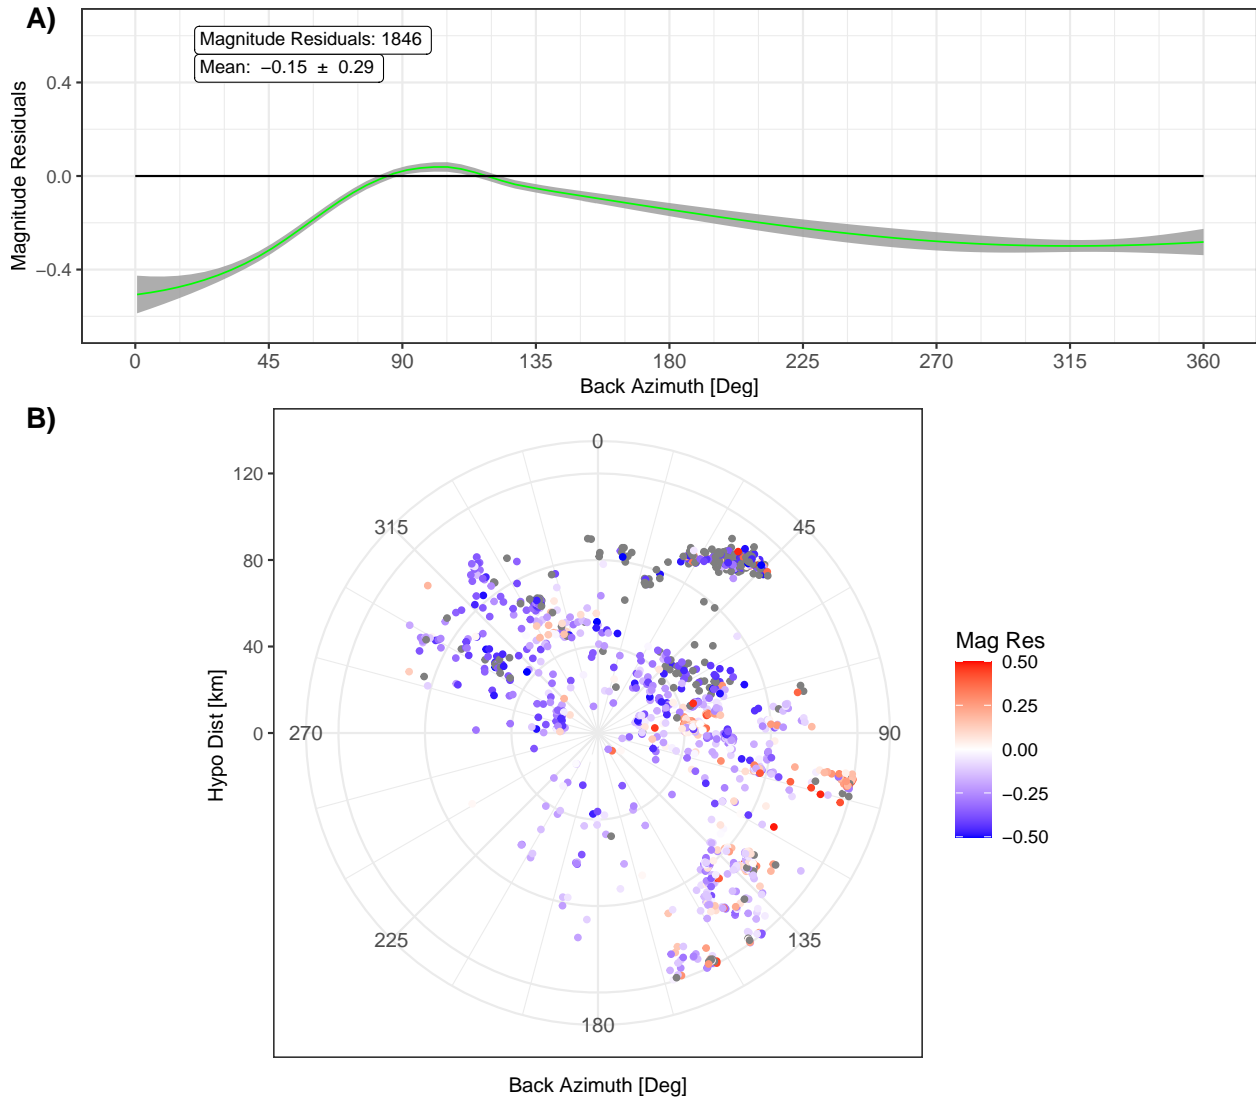 A)
Magnitude Residuals: 1846
Mean: −0.15 ± 0.29
Magnitude Residuals
0.4
0.0
−0.4
0 45 90 135 180 225 270 315 360
Back Azimuth [Deg]
B)
Hypo Dist [km]
120
80
40
0
0
45
90
135
180
225
270
315
Back Azimuth [Deg]
Mag Res
0.50
0.25
0.00
−0.25
−0.50